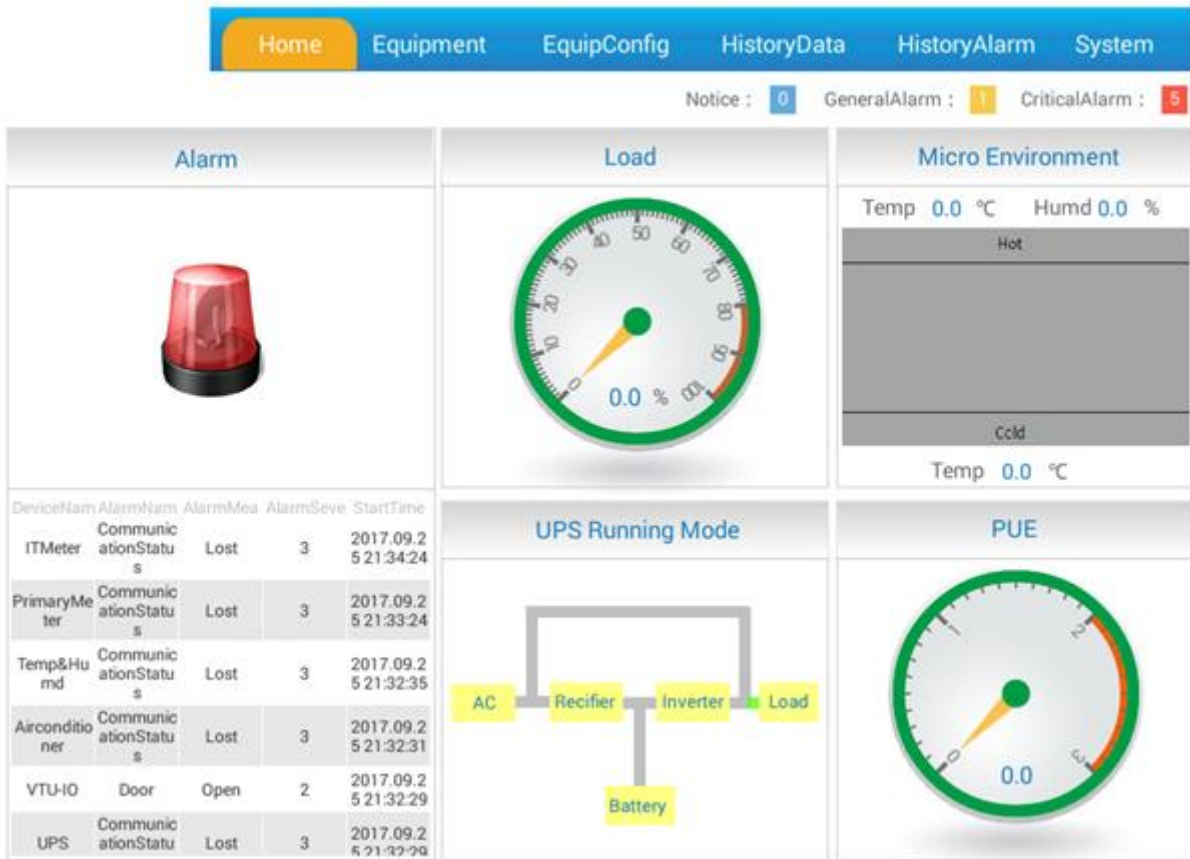 Home Equipment EquipConfig HistoryData HistoryAlarm System
Notice : 0 GeneralAlarm : 1 CriticalAlarm : 5
Alarm
DeviceNam AlarmNam AlarmMea AlarmSeve StartTime
ITMeter Communic
ationStatu
s Lost 3 2017.09.2
5 21:34:24
PrimaryMe
ter Communic
ationStatu
s Lost 3 2017.09.2
5 21:33:24
Temp&Hu
md Communic
ationStatu
s Lost 3 2017.09.2
5 21:32:35
Airconditio
ner Communic
ationStatu
s Lost 3 2017.09.2
5 21:32:31
VTU-IO Door Open 2 2017.09.2
5 21:32:29
UPS Communic
ationStatu Lost 3 2017.09.2
5 21:32:29
Load
0 10 20 30 40 50 60 70 80 90 100
0.0 %
Micro Environment
Temp 0.0 ℃ Humd 0.0 %
Hot
Cold
Temp 0.0 ℃
UPS Running Mode
AC Rectifier Inverter Load
Battery
PUE
0 1 2 3
0.0